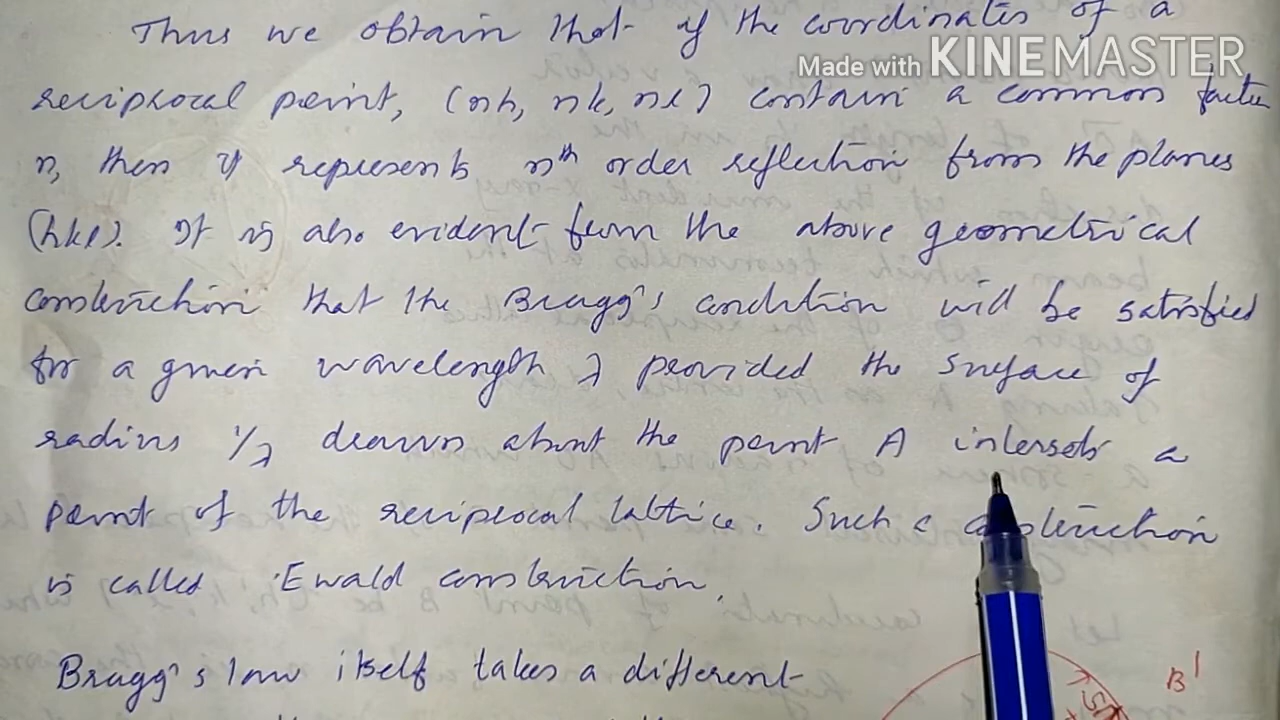 Thus we obtain that if the coordinates of a
Made with KINEMASTER
reciprocal point, (nh, nk, nl) contain a common factor
n, then it represents nth order reflection from the planes
(hkl). It is also evident from the above geometrical
construction that the Bragg's condition will be satisfied
for a given wavelength λ provided the surface of
radius 1/λ drawn about the point A intersets a
point of the reciprocal lattice. Such a construction
is called Ewald construction.
Bragg's law itself takes a different
B'